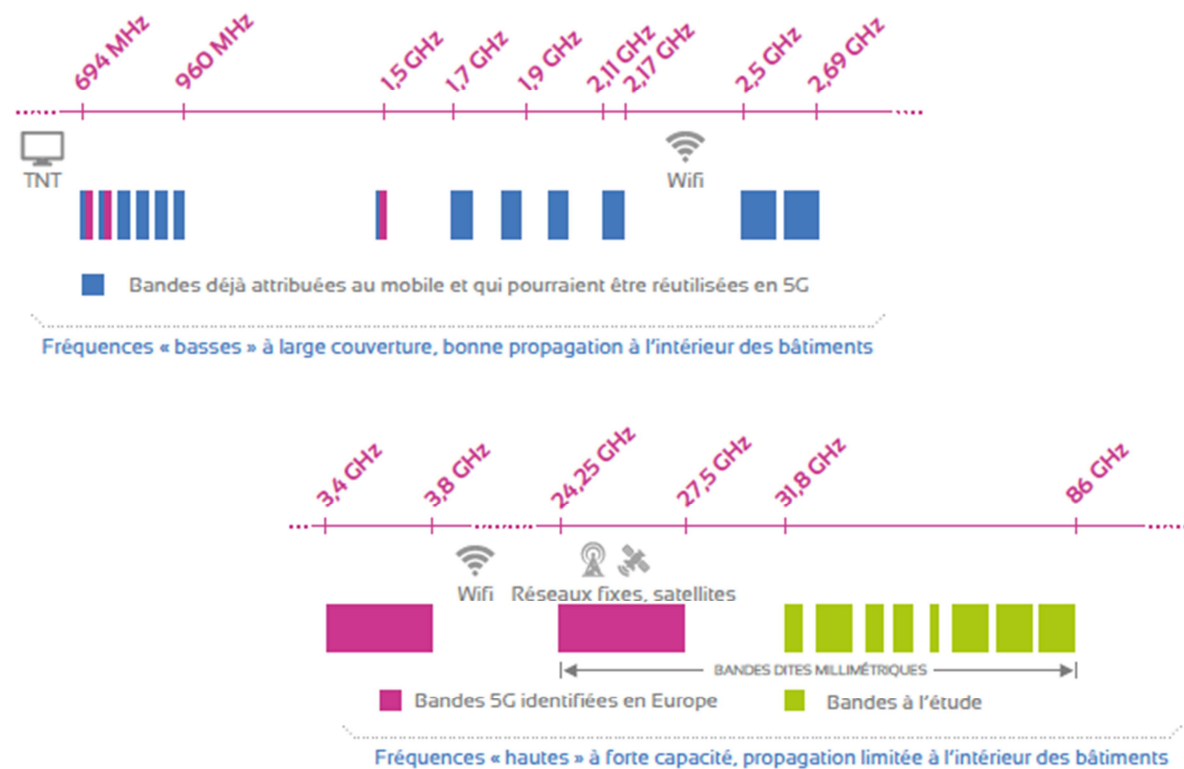 694 MHz
960 MHz
1,5 GHz
1,7 GHz
1,9 GHz
2,11 GHz
2,17 GHz
2,5 GHz
2,69 GHz
TNT
Wifi
Bandes déjà attribuées au mobile et qui pourraient être réutilisées en 5G
Fréquences « basses » à large couverture, bonne propagation à l'intérieur des bâtiments
3,4 GHz
3,8 GHz
24,25 GHz
27,5 GHz
31,8 GHz
86 GHz
Wifi
Réseaux fixes, satellites
BANDES DITES MILLIMÉTRIQUES
Bandes 5G identifiées en Europe
Bandes à l'étude
Fréquences « hautes » à forte capacité, propagation limitée à l'intérieur des bâtiments